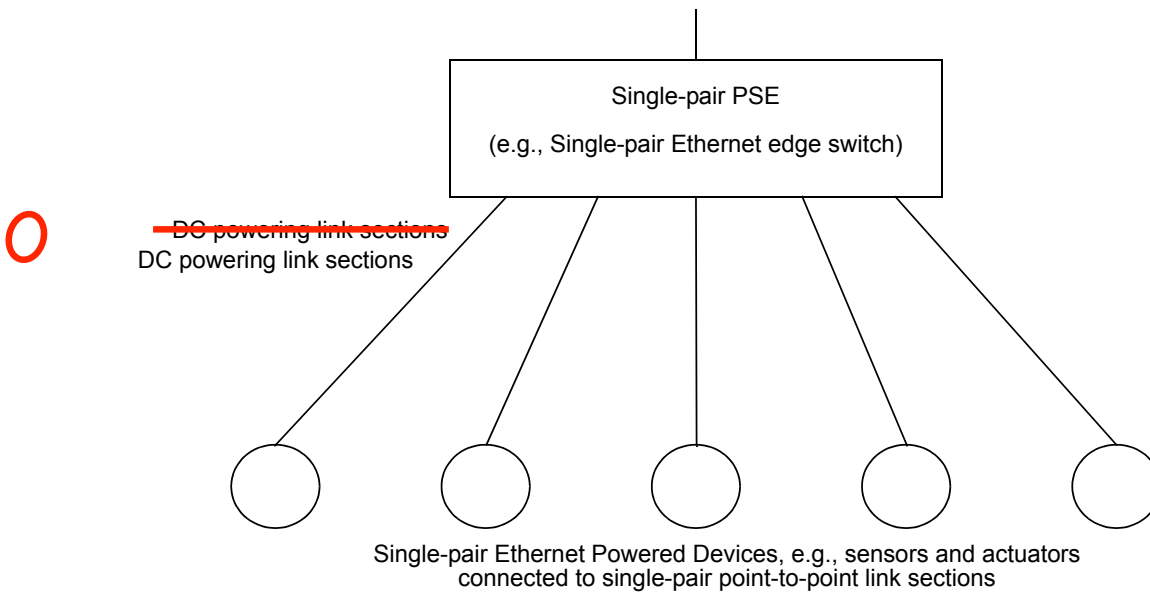 Single-pair PSE
(e.g., Single-pair Ethernet edge switch)
DC powering link sections
DC powering link sections
Single-pair Ethernet Powered Devices, e.g., sensors and actuators
connected to single-pair point-to-point link sections